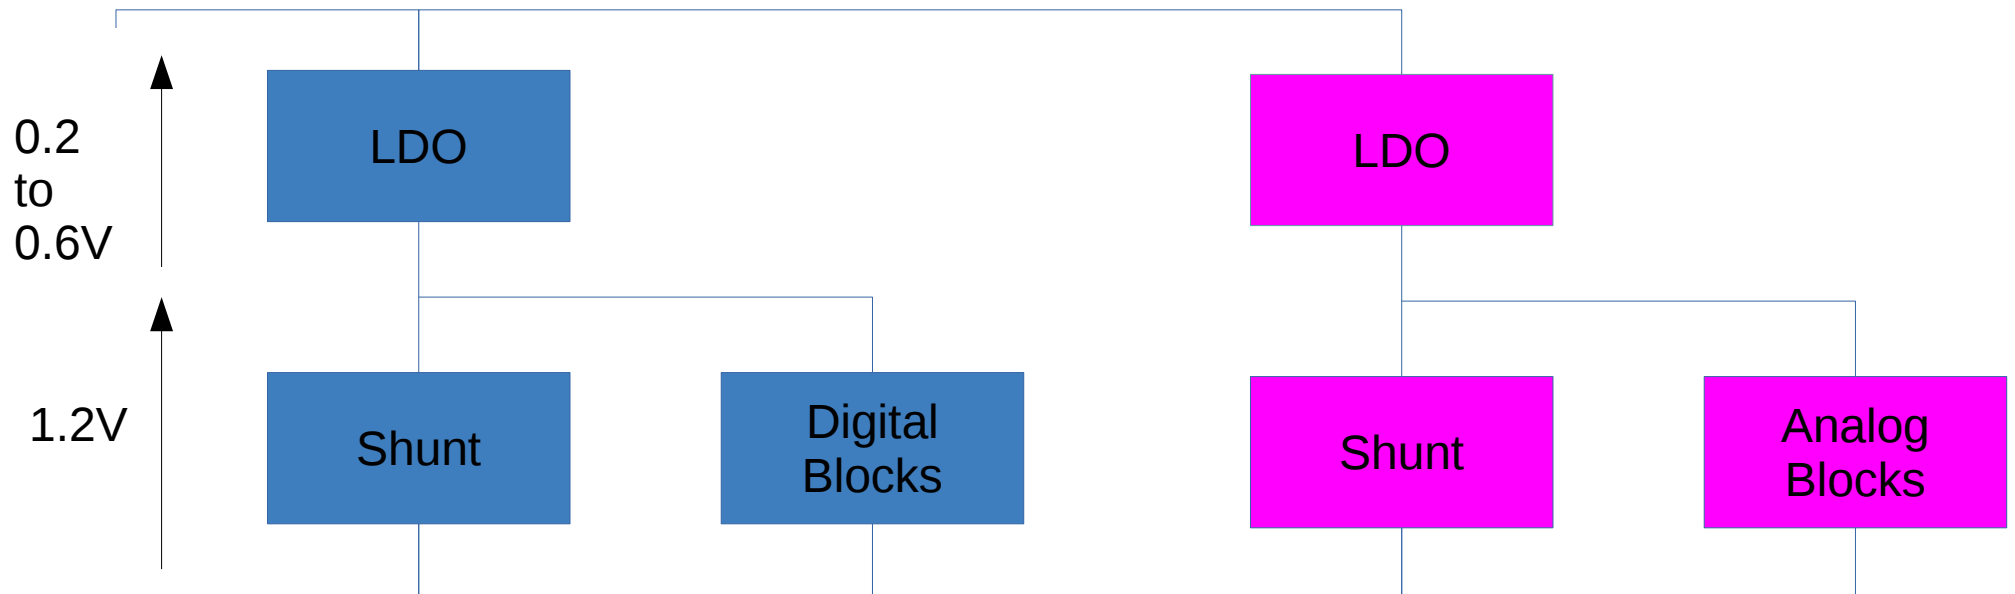 LDO
LDO
0.2
to
0.6V
1.2V
Shunt
Digital
Blocks
Shunt
Analog
Blocks